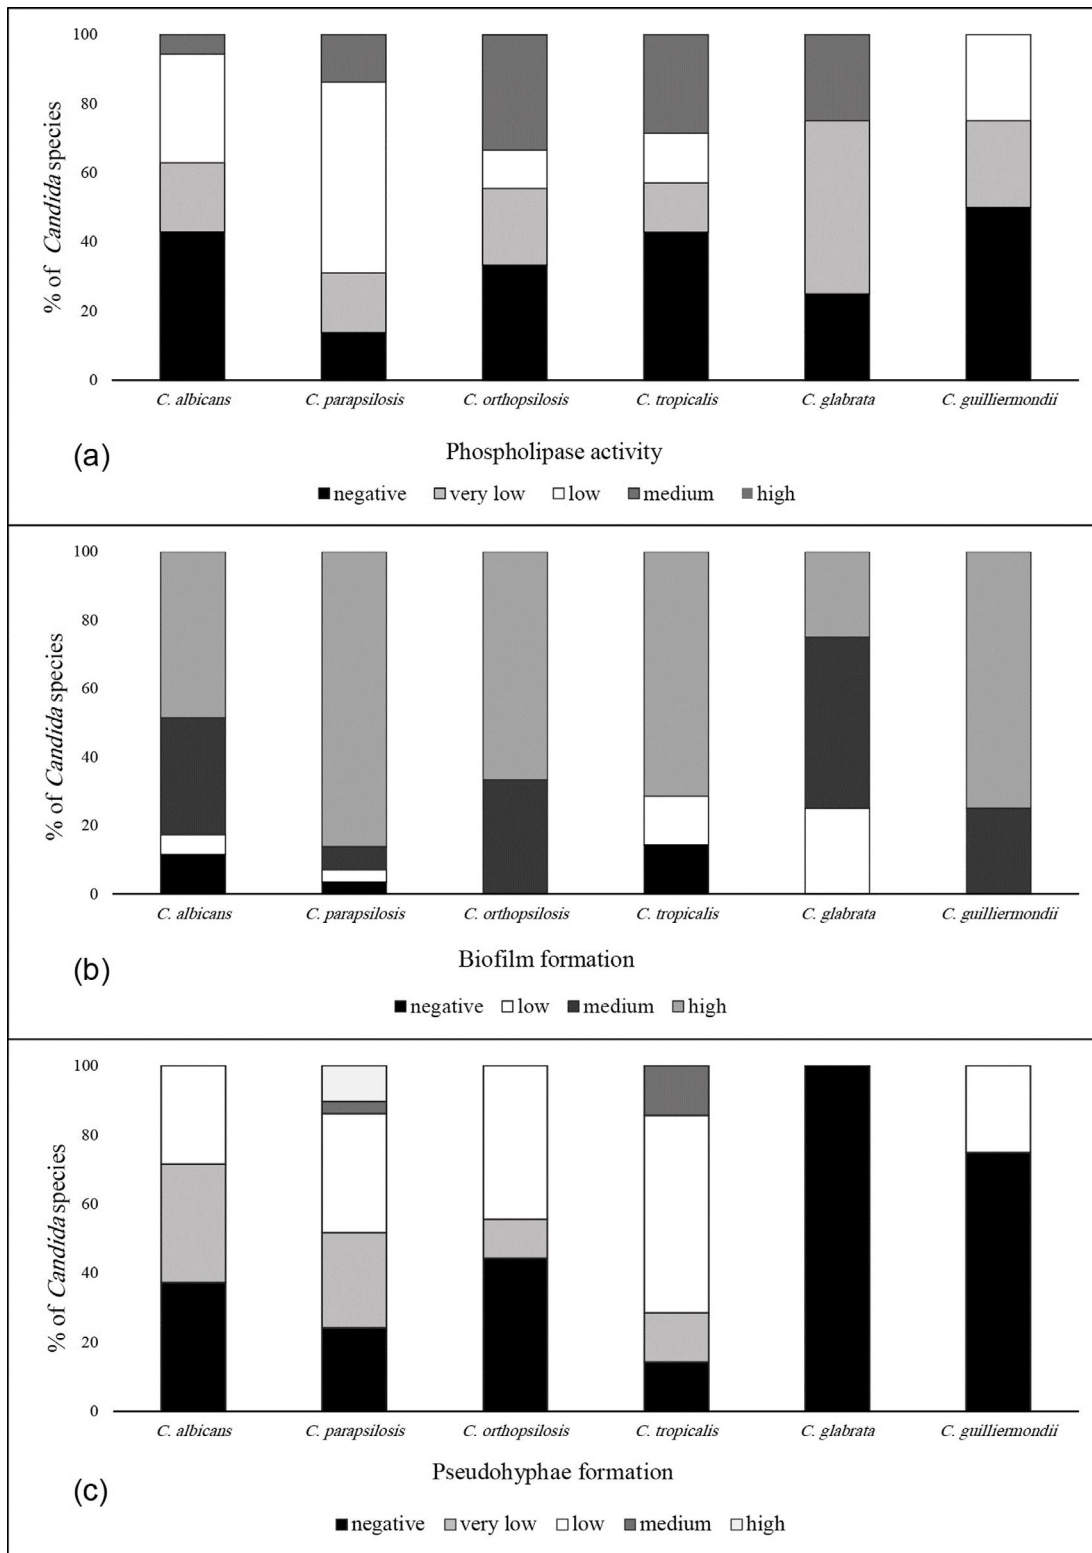 100
80
60
40
20
0
% of Candida species
C. albicans C. parapsilosis C. orthopsilosis C. tropicalis C. glabrata C. guilliermondii
(a)
Phospholipase activity
negative very low low medium high
100
80
60
40
20
0
% of Candida species
C. albicans C. parapsilosis C. orthopsilosis C. tropicalis C. glabrata C. guilliermondii
(b)
Biofilm formation
negative low medium high
100
80
60
40
20
0
% of Candida species
C. albicans C. parapsilosis C. orthopsilosis C. tropicalis C. glabrata C. guilliermondii
(c)
Pseudohyphae formation
negative very low low medium high